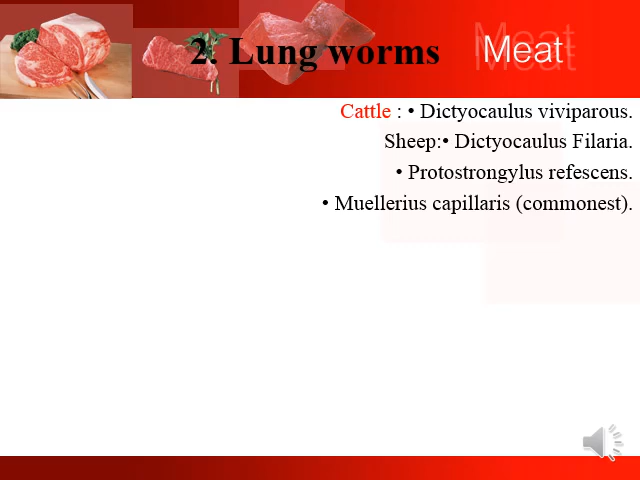 2. Lung worms
Meat
Cattle : • Dictyocaulus viviparous.
Sheep:• Dictyocaulus Filaria.
• Protostrongylus refescens.
• Muellerius capillaris (commonest).